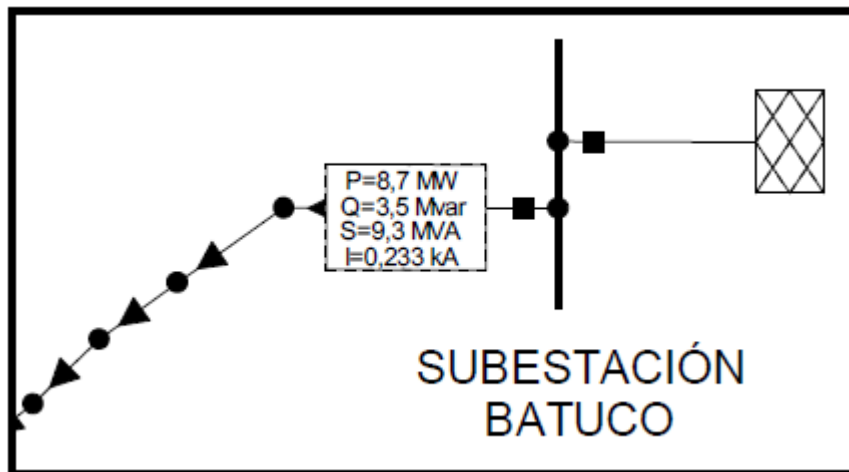 P=8,7 MW
Q=3,5 Mvar
S=9,3 MVA
I=0,233 kA
SUBESTACIÓN
BATUCO